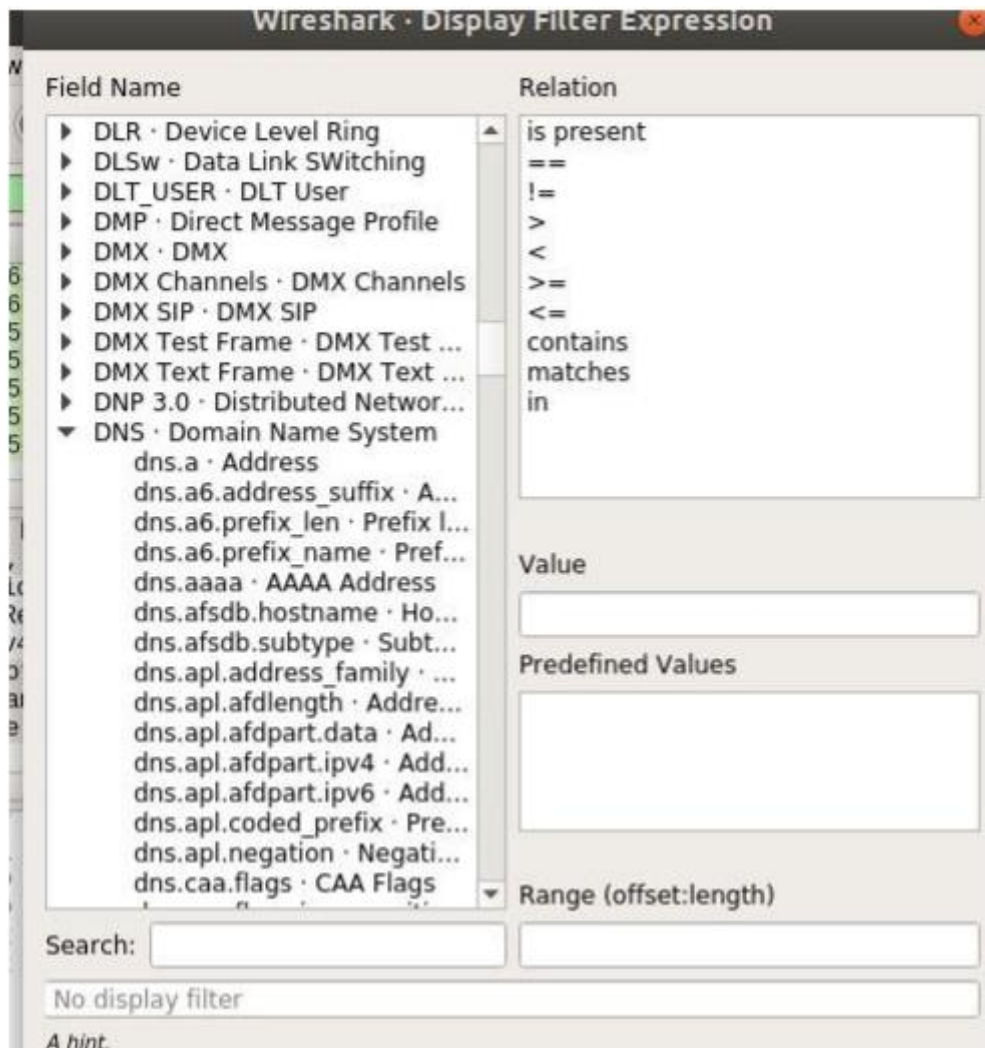 Wireshark · Display Filter Expression
Field Name
DLR · Device Level Ring
DLSw · Data Link SWitching
DLT_USER · DLT User
DMP · Direct Message Profile
DMX · DMX
DMX Channels · DMX Channels
DMX SIP · DMX SIP
DMX Test Frame · DMX Test ...
DMX Text Frame · DMX Text ...
DNP 3.0 · Distributed Networ...
DNS · Domain Name System
dns.a · Address
dns.a6.address_suffix · A...
dns.a6.prefix_len · Prefix l...
dns.a6.prefix_name · Pref...
dns.aaaa · AAAA Address
dns.afsdb.hostname · Ho...
dns.afsdb.subtype · Subt...
dns.apl.address_family · ...
dns.apl.afdlength · Addre...
dns.apl.afdpart.data · Ad...
dns.apl.afdpart.ipv4 · Add...
dns.apl.afdpart.ipv6 · Add...
dns.apl.coded_prefix · Pre...
dns.apl.negation · Negati...
dns.caa.flags · CAA Flags
Search:
Relation
is present
==
!=
>
<
>=
<=
contains
matches
in
Value
Predefined Values
Range (offset:length)
No display filter
A hint.